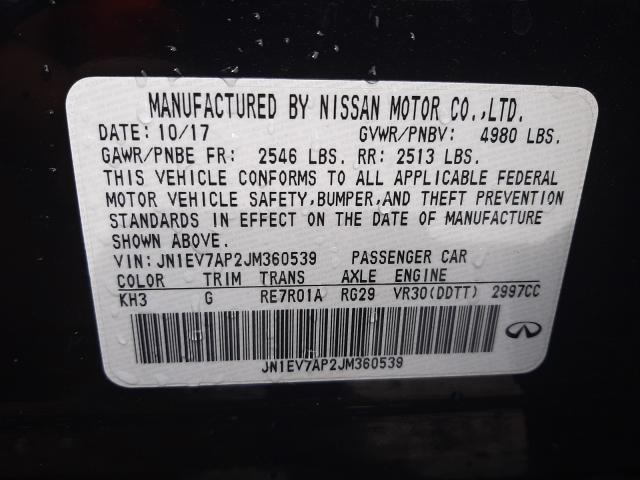 MANUFACTURED BY NISSAN MOTOR CO.,LTD.
DATE: 10/17 GVWR/PNBV: 4980 LBS.
GAWR/PNBE FR: 2546 LBS. RR: 2513 LBS.
THIS VEHICLE CONFORMS TO ALL APPLICABLE FEDERAL
MOTOR VEHICLE SAFETY,BUMPER,AND THEFT PREVENTION
STANDARDS IN EFFECT ON THE DATE OF MANUFACTURE
SHOWN ABOVE.
VIN: JN1EV7AP2JM360539 PASSENGER CAR
COLOR TRIM TRANS AXLE ENGINE
KH3 G RE7R01A RG29 VR30(DDTT) 2997CC
JN1EV7AP2JM360539